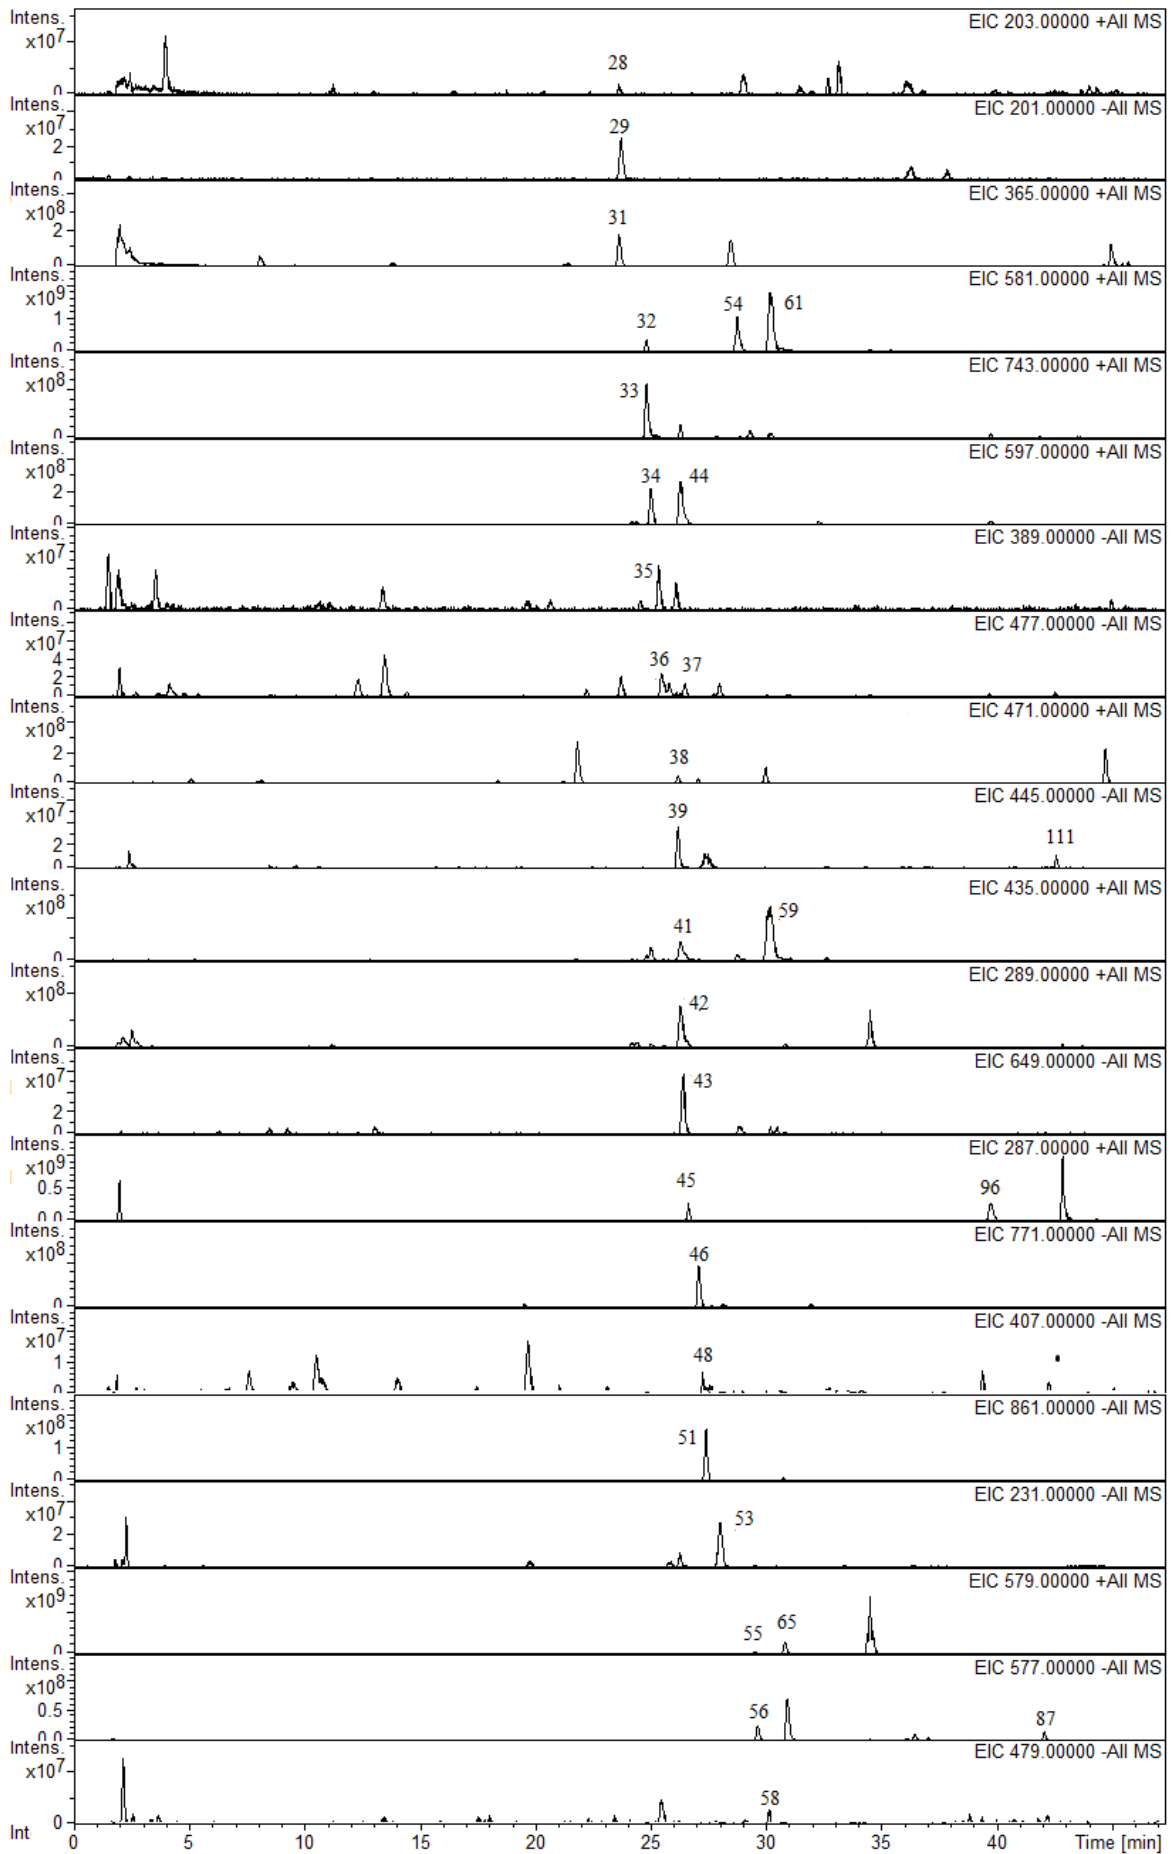 Intens. EIC 203.00000 +All MS
x10^7
28
0
Intens. EIC 201.00000 -All MS
x10^7
29
2
0
Intens. EIC 365.00000 +All MS
x10^8
31
2
0
Intens. EIC 581.00000 +All MS
x10^9
54 61
1
32
0
Intens. EIC 743.00000 +All MS
x10^8
33
0
Intens. EIC 597.00000 +All MS
x10^8
34 44
2
0
Intens. EIC 389.00000 -All MS
x10^7
35
0
Intens. EIC 477.00000 -All MS
x10^7
4
36 37
2
0
Intens. EIC 471.00000 +All MS
x10^8
2
38
0
Intens. EIC 445.00000 -All MS
x10^7
39
2
111
0
Intens. EIC 435.00000 +All MS
x10^8
59
41
0
Intens. EIC 289.00000 +All MS
x10^8
42
0
Intens. EIC 649.00000 -All MS
x10^7
43
2
0
Intens. EIC 287.00000 +All MS
x10^9
45 96
0.5
0.0
Intens. EIC 771.00000 -All MS
x10^8
46
0
Intens. EIC 407.00000 -All MS
x10^7
48
1
0
Intens. EIC 861.00000 -All MS
x10^8
51
1
0
Intens. EIC 231.00000 -All MS
x10^7
53
2
0
Intens. EIC 579.00000 +All MS
x10^9
55 65
0
Intens. EIC 577.00000 -All MS
x10^8
0.5
56 87
0.0
Intens. EIC 479.00000 -All MS
x10^7
58
0
Int
0 5 10 15 20 25 30 35 40 Time [min]